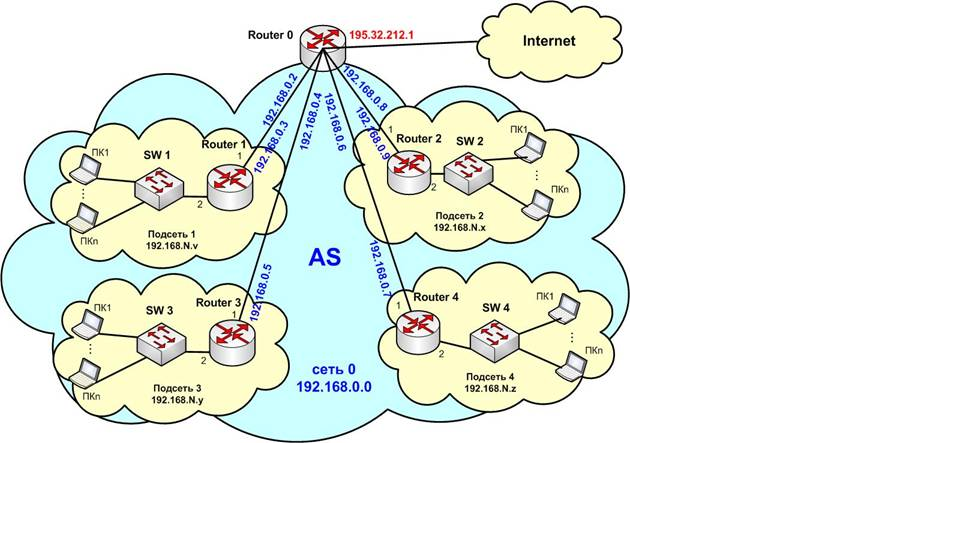 Router 0
195.32.212.1
Internet
192.168.0.2
192.168.0.3
192.168.0.4
192.168.0.6
192.168.0.8
192.168.0.9
ПК1
SW 1
Router 1
1
2
ПКn
Подсеть 1
192.168.N.v
1
Router 2
SW 2
ПК1
2
ПКn
Подсеть 2
192.168.N.x
AS
192.168.0.5
192.168.0.7
ПК1
SW 3
Router 3
1
2
ПКn
Подсеть 3
192.168.N.y
сеть 0
192.168.0.0
1
Router 4
SW 4
ПК1
2
ПКn
Подсеть 4
192.168.N.z